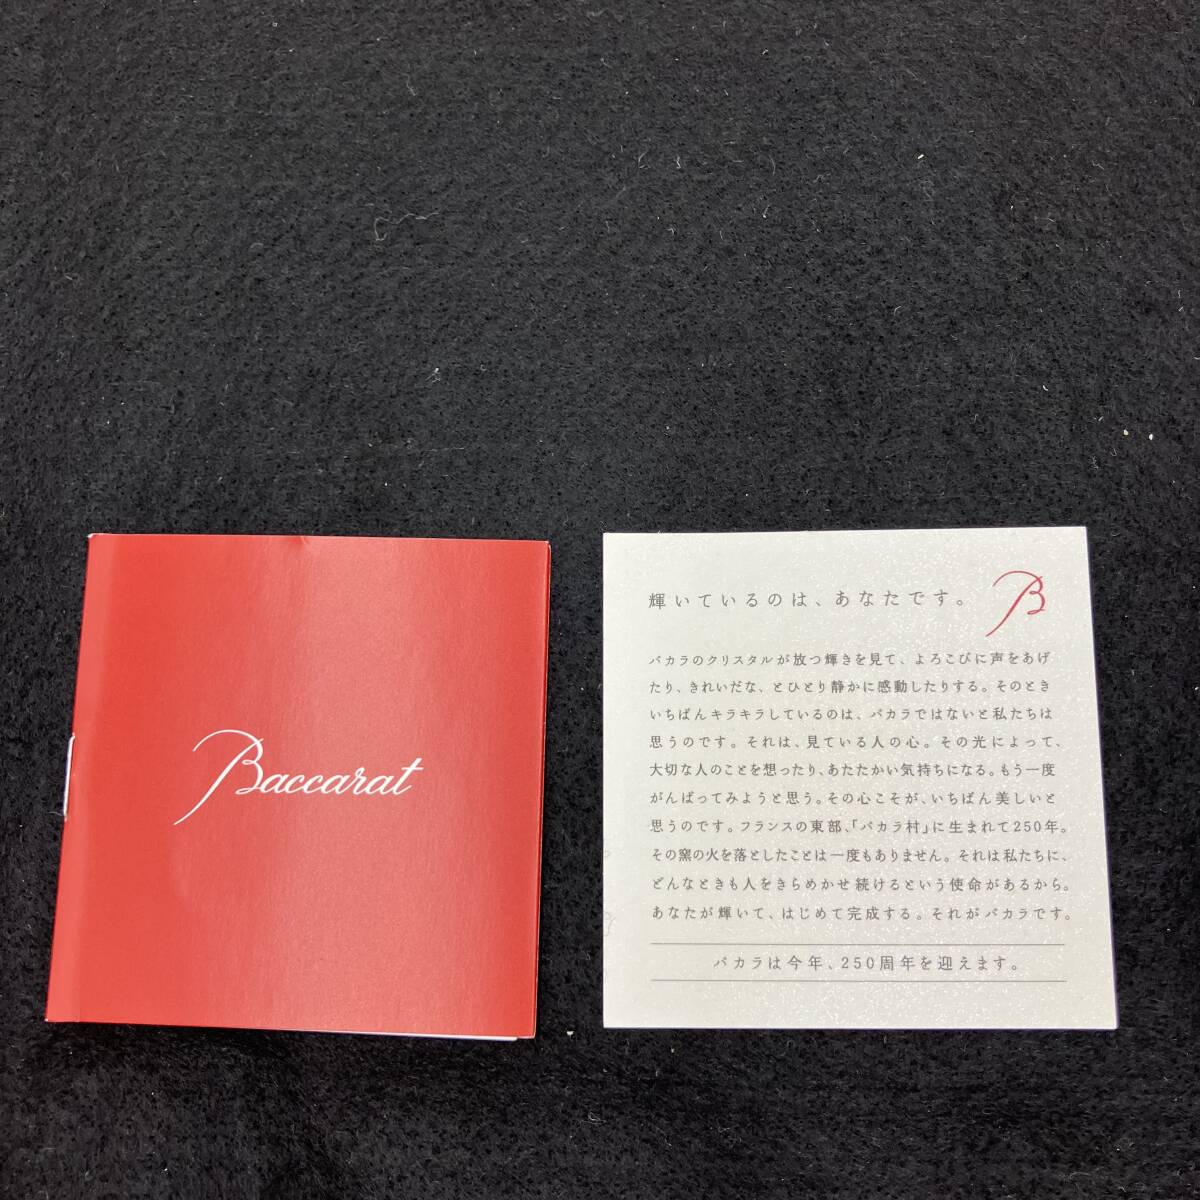 Baccarat
輝いているのは、あなたです。
B
バカラのクリスタルが放つ輝きを見て、よろこびに声をあげ
たり、きれいだな、とひとり静かに感動したりする。そのとき
いちばんキラキラしているのは、バカラではないと私たちは
思うのです。それは、見ている人の心。その光によって、
大切な人のことを想ったり、あたたかい気持ちになる。もう一度
がんばってみようと思う。その心こそが、いちばん美しいと
思うのです。フランスの東部、「バカラ村」に生まれて250年。
その窯の火を落としたことは一度もありません。それは私たちに、
どんなときも人をきらめかせ続けるという使命があるから。
あなたが輝いて、はじめて完成する。それがバカラです。
バカラは今年、250周年を迎えます。